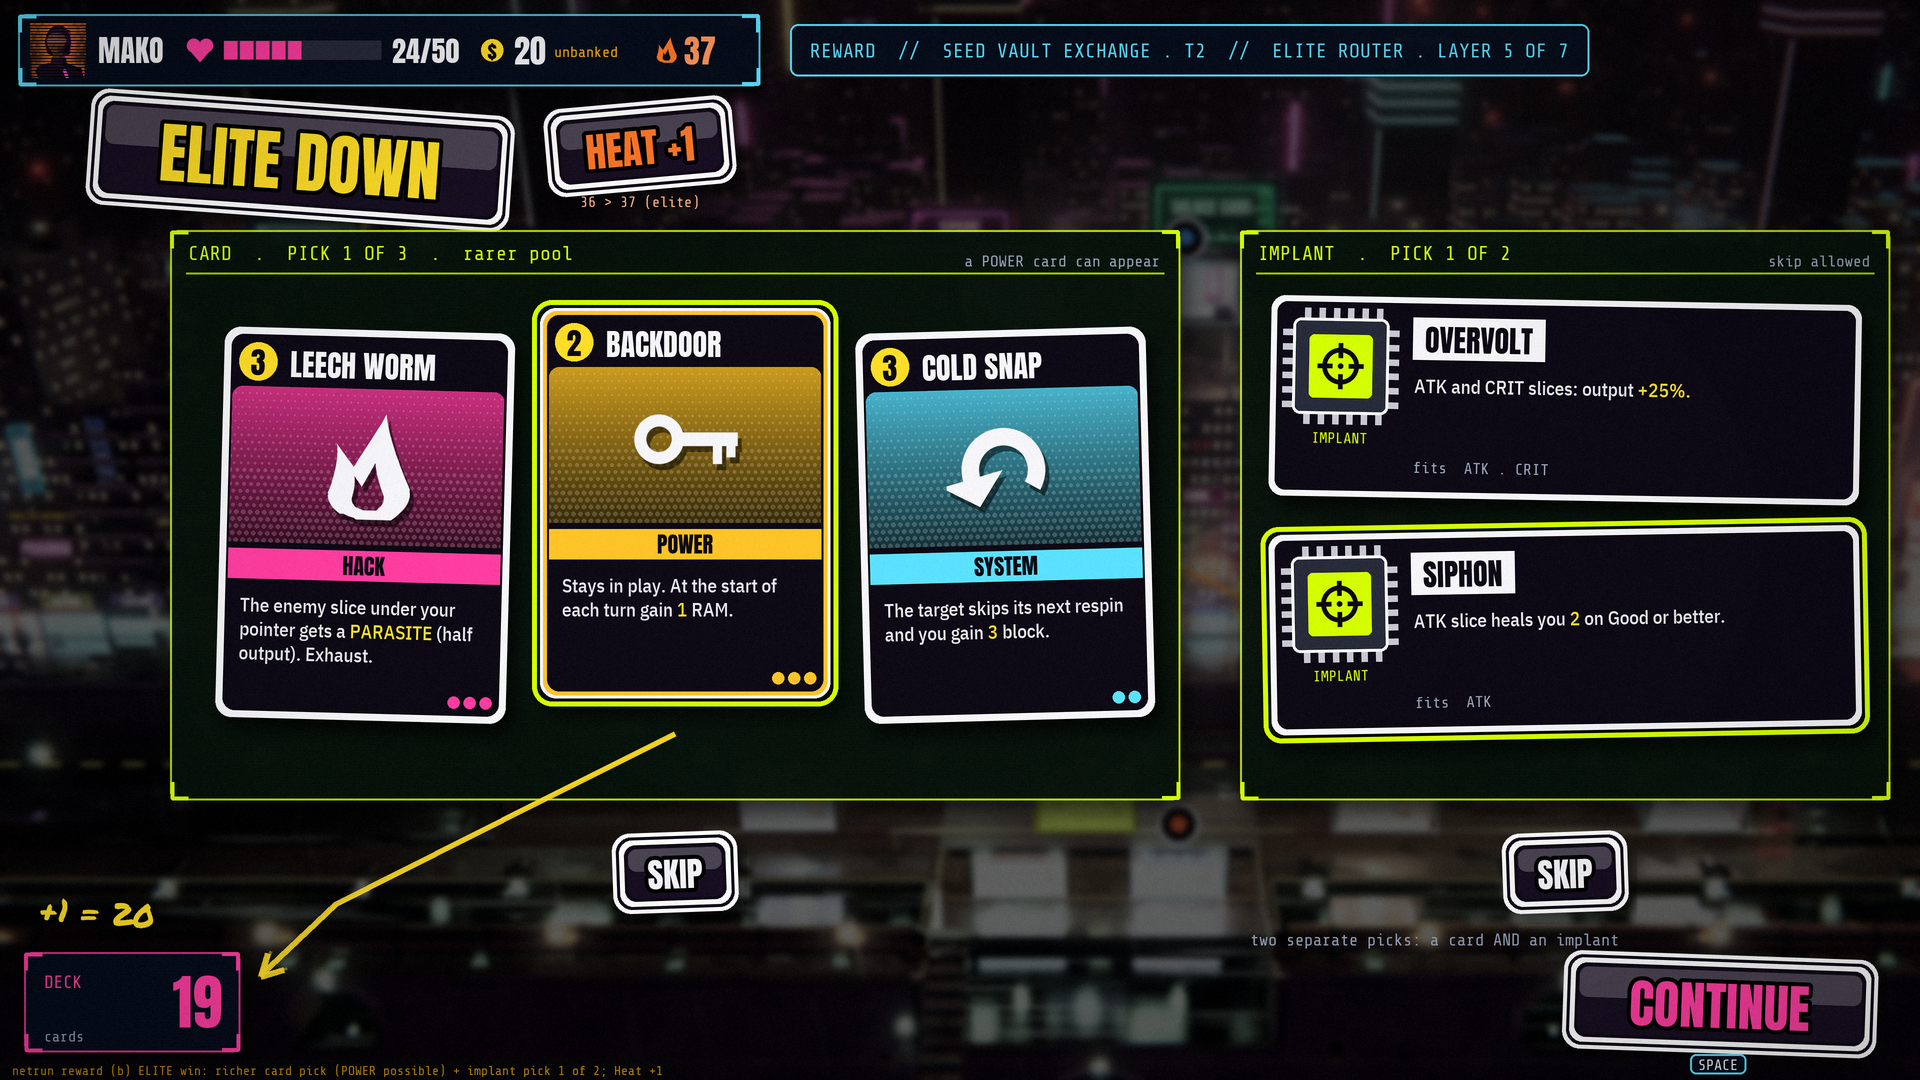 MAKO
24/50
$ 20 unbanked
37
REWARD // SEED VAULT EXCHANGE . T2 // ELITE ROUTER . LAYER 5 OF 7
ELITE DOWN
HEAT +1
36 > 37 (elite)
CARD . PICK 1 OF 3 . rarer pool
a POWER card can appear
3 LEECH WORM
HACK
The enemy slice under your
pointer gets a PARASITE (half
output). Exhaust.
2 BACKDOOR
POWER
Stays in play. At the start of
each turn gain 1 RAM.
3 COLD SNAP
SYSTEM
The target skips its next respin
and you gain 3 block.
IMPLANT . PICK 1 OF 2
skip allowed
OVERVOLT
ATK and CRIT slices: output +25%.
IMPLANT
fits ATK . CRIT
SIPHON
ATK slice heals you 2 on Good or better.
IMPLANT
fits ATK
SKIP
SKIP
two separate picks: a card AND an implant
+1 = 20
DECK
19
cards
CONTINUE
SPACE
netrun reward (b) ELITE win: richer card pick (POWER possible) + implant pick 1 of 2; Heat +1